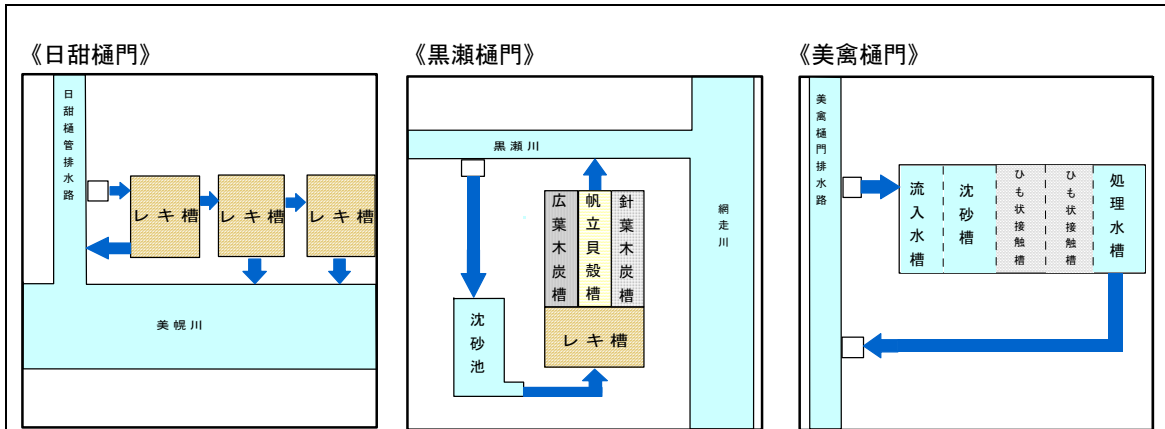 《日甜樋門》
日甜樋管排水路
レキ槽
レキ槽
レキ槽
美幌川
《黒瀬樋門》
黒瀬川
網走川
広葉木炭槽
帆立貝殻槽
針葉木炭槽
レキ槽
沈砂池
《美禽樋門》
美禽樋門排水路
流入水槽
沈砂槽
ひも状接触槽
ひも状接触槽
処理水槽